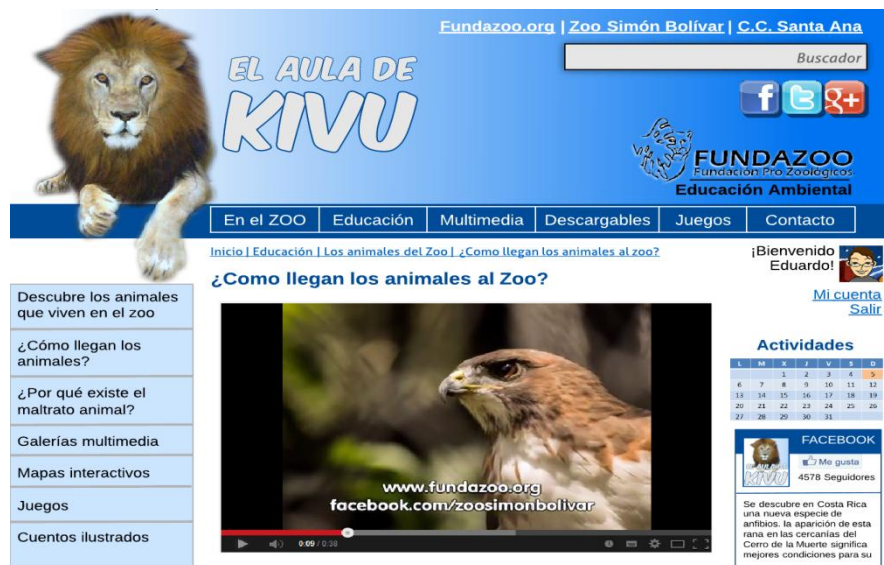 Fundazoo.org | Zoo Simón Bolívar | C.C. Santa Ana
Buscador
EL AULA DE
KIVU
FUNDAZOO
Fundación Pro Zoológicos
Educación Ambiental
En el ZOO
Educación
Multimedia
Descargables
Juegos
Contacto
Inicio | Educación | Los animales del Zoo | ¿Como llegan los animales al zoo?
¿Como llegan los animales al Zoo?
¡Bienvenido
Eduardo!
Mi cuenta
Salir
Descubre los animales
que viven en el zoo
¿Cómo llegan los
animales?
¿Por qué existe el
maltrato animal?
Galerías multimedia
Mapas interactivos
Juegos
Cuentos ilustrados
www.fundazoo.org
facebook.com/zoosimonbolivar
0:09 / 0:38
Actividades
L M X J V S D
1 2 3 4 5
6 7 8 9 10 11 12
13 14 15 16 17 18 19
20 21 22 23 24 25 26
27 28 29 30 31
FACEBOOK
Me gusta
4578 Seguidores
EL AULA DE
KIVU
Se descubre en Costa Rica
una nueva especie de
anfibios. la aparición de esta
rana en las cercanías del
Cerro de la Muerte significa
mejores condiciones para su